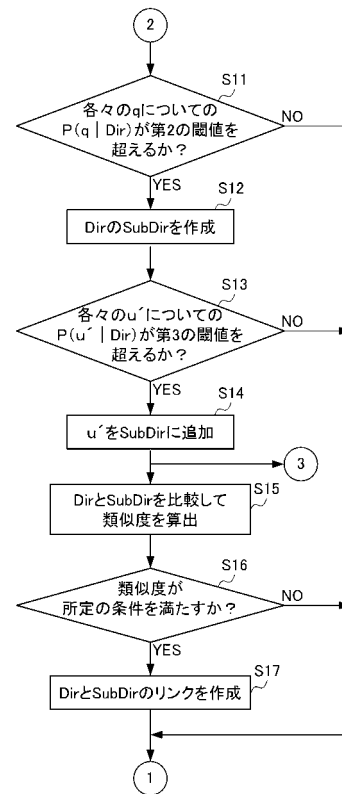 2
S11
各々のqについての
P(q | Dir)が第2の閾値を
超えるか？
NO
YES
S12
DirのSubDirを作成
S13
各々のu´についての
P(u´ | Dir)が第3の閾値を
超えるか？
NO
YES
S14
u´をSubDirに追加
3
S15
DirとSubDirを比較して
類似度を算出
S16
類似度が
所定の条件を満たすか？
NO
YES
S17
DirとSubDirのリンクを作成
1